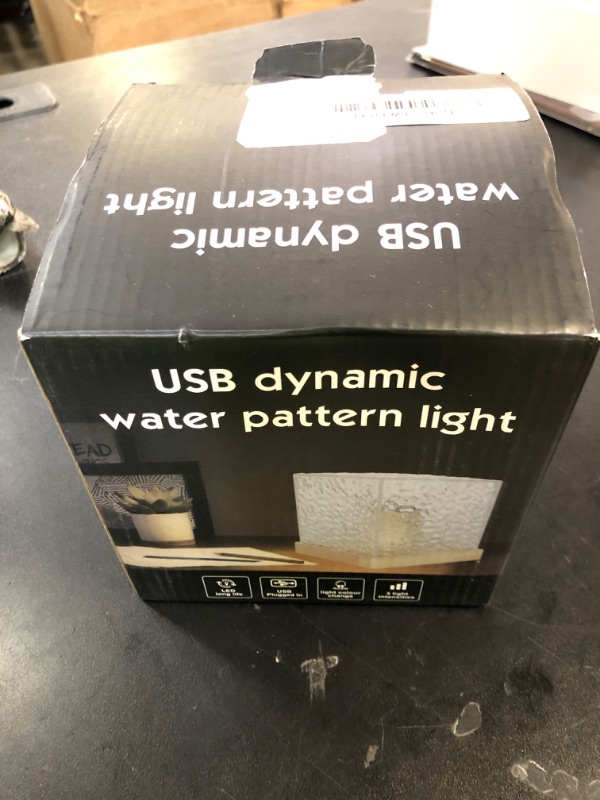 USB dynamic
water pattern light
USB dynamic
water pattern light
EAD
LED
long life
USB
Plugged in
light colour
change
3 light
intensities